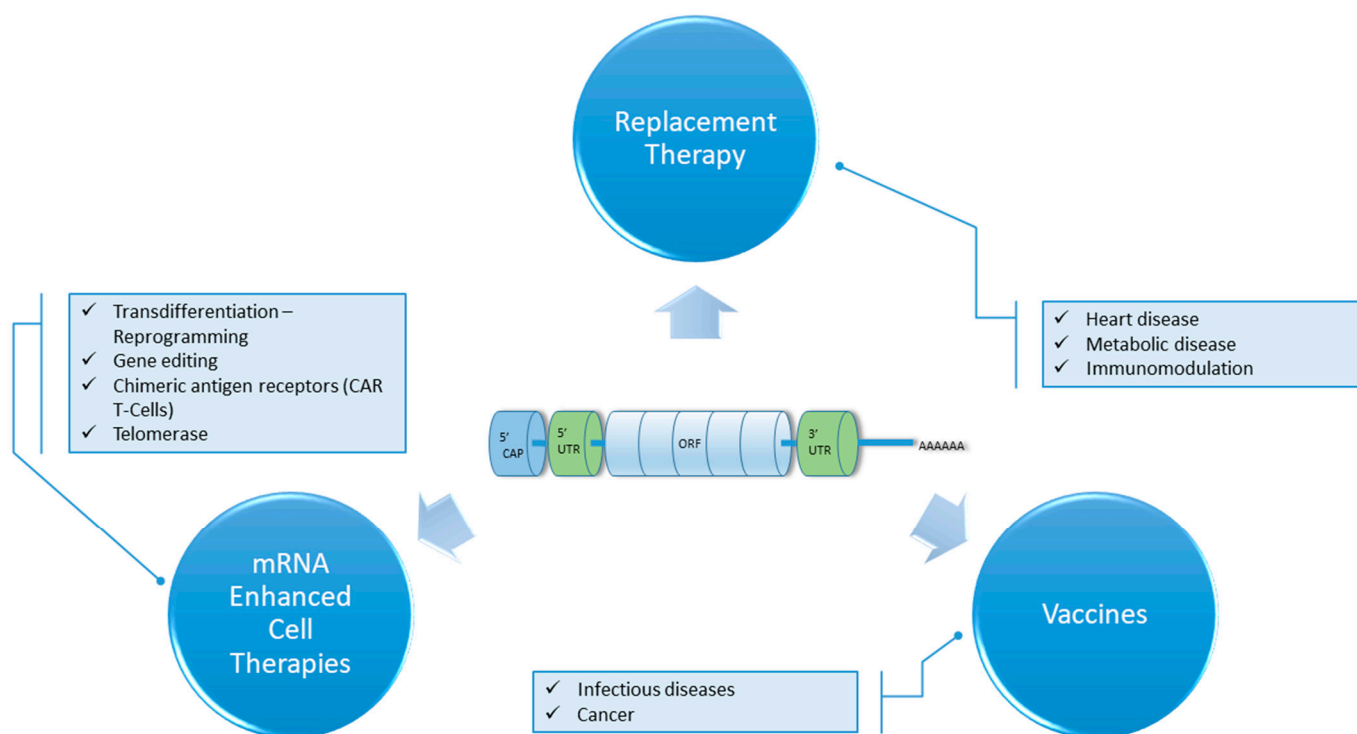 Replacement
Therapy
✓ Transdifferentiation –
Reprogramming
✓ Gene editing
✓ Chimeric antigen receptors (CAR
T-Cells)
✓ Telomerase
✓ Heart disease
✓ Metabolic disease
✓ Immunomodulation
5’
CAP
5’
UTR
ORF
3’
UTR
AAAAAA
mRNA
Enhanced
Cell
Therapies
Vaccines
✓ Infectious diseases
✓ Cancer